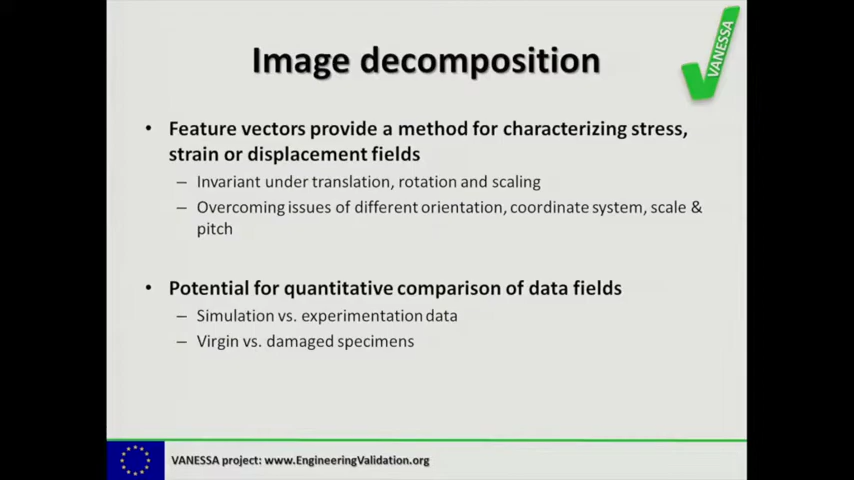 Image decomposition
VANESSA
• Feature vectors provide a method for characterizing stress,
strain or displacement fields
– Invariant under translation, rotation and scaling
– Overcoming issues of different orientation, coordinate system, scale &
pitch
• Potential for quantitative comparison of data fields
– Simulation vs. experimentation data
– Virgin vs. damaged specimens
VANESSA project: www.EngineeringValidation.org